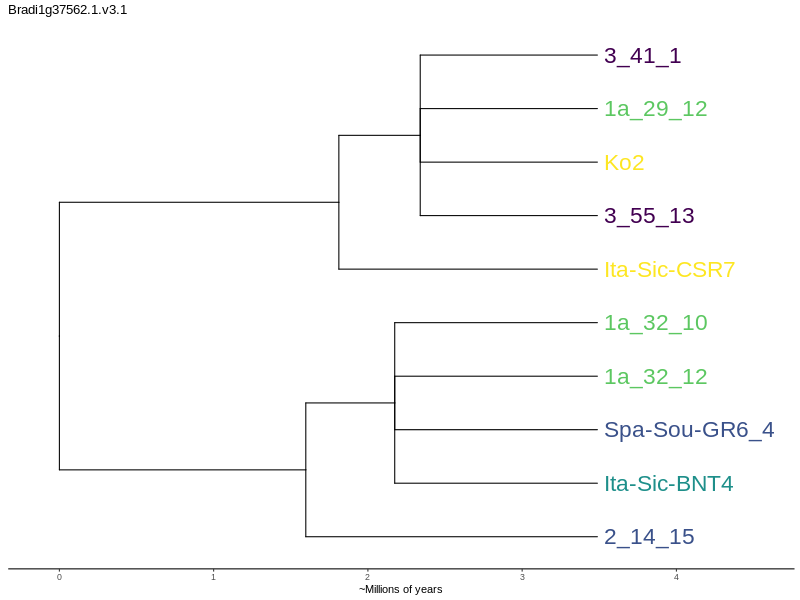 Bradi1g37562.1.v3.1
3_41_1
1a_29_12
Ko2
3_55_13
Ita-Sic-CSR7
1a_32_10
1a_32_12
Spa-Sou-GR6_4
Ita-Sic-BNT4
2_14_15
0 1 2 3 4
~Millions of years